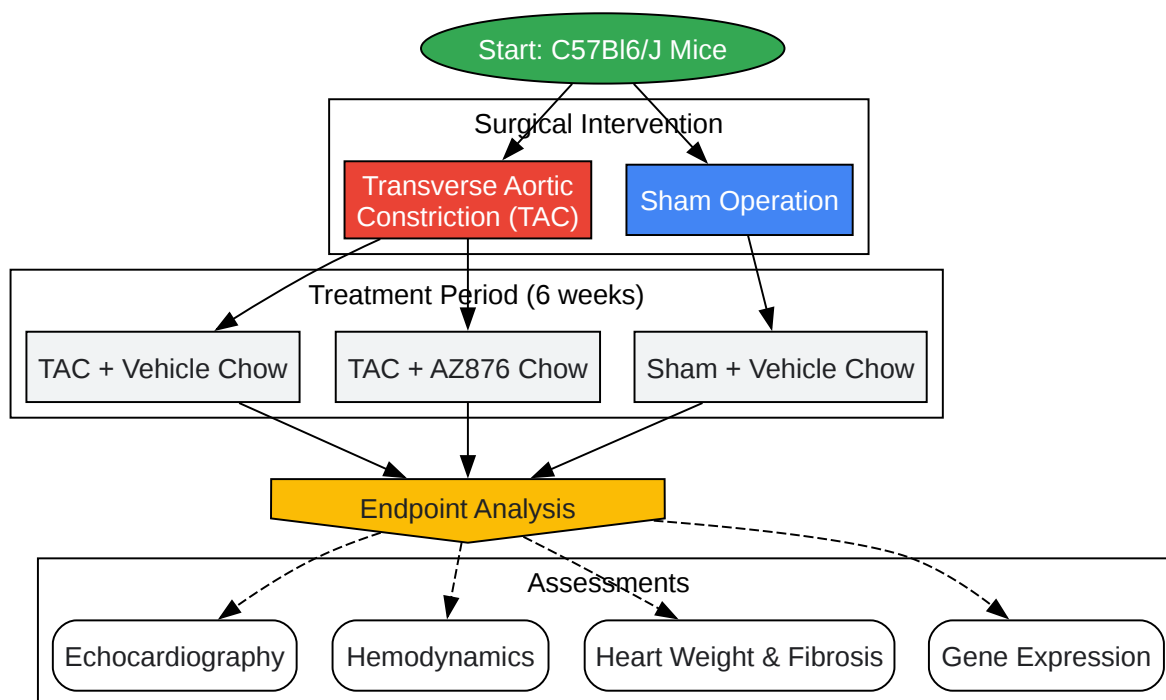 Start: C57Bl6/J Mice
Surgical Intervention
Transverse Aortic
Constriction (TAC)
Sham Operation
Treatment Period (6 weeks)
TAC + Vehicle Chow
TAC + AZ876 Chow
Sham + Vehicle Chow
Endpoint Analysis
Assessments
Echocardiography
Hemodynamics
Heart Weight & Fibrosis
Gene Expression